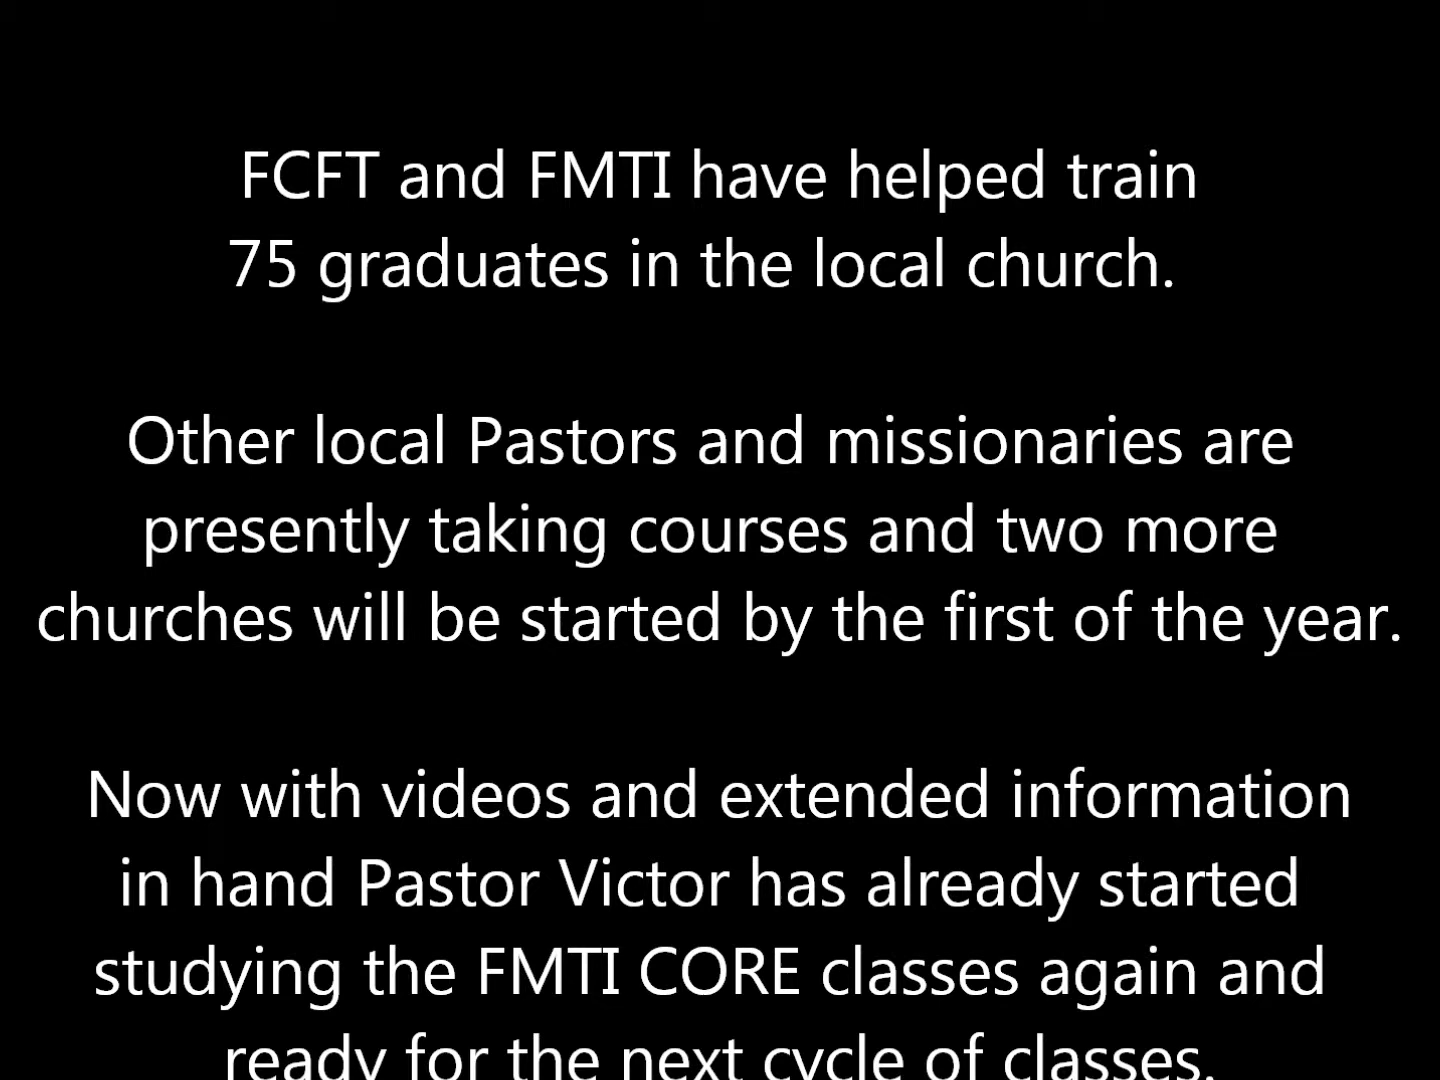 FCFT and FMTI have helped train
75 graduates in the local church.
Other local Pastors and missionaries are
presently taking courses and two more
churches will be started by the first of the year.
Now with videos and extended information
in hand Pastor Victor has already started
studying the FMTI CORE classes again and
ready for the next cycle of classes.